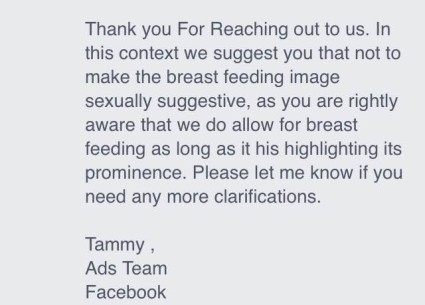 Thank you For Reaching out to us. In
this context we suggest you that not to
make the breast feeding image
sexually suggestive, as you are rightly
aware that we do allow for breast
feeding as long as it his highlighting its
prominence. Please let me know if you
need any more clarifications.
Tammy ,
Ads Team
Facebook